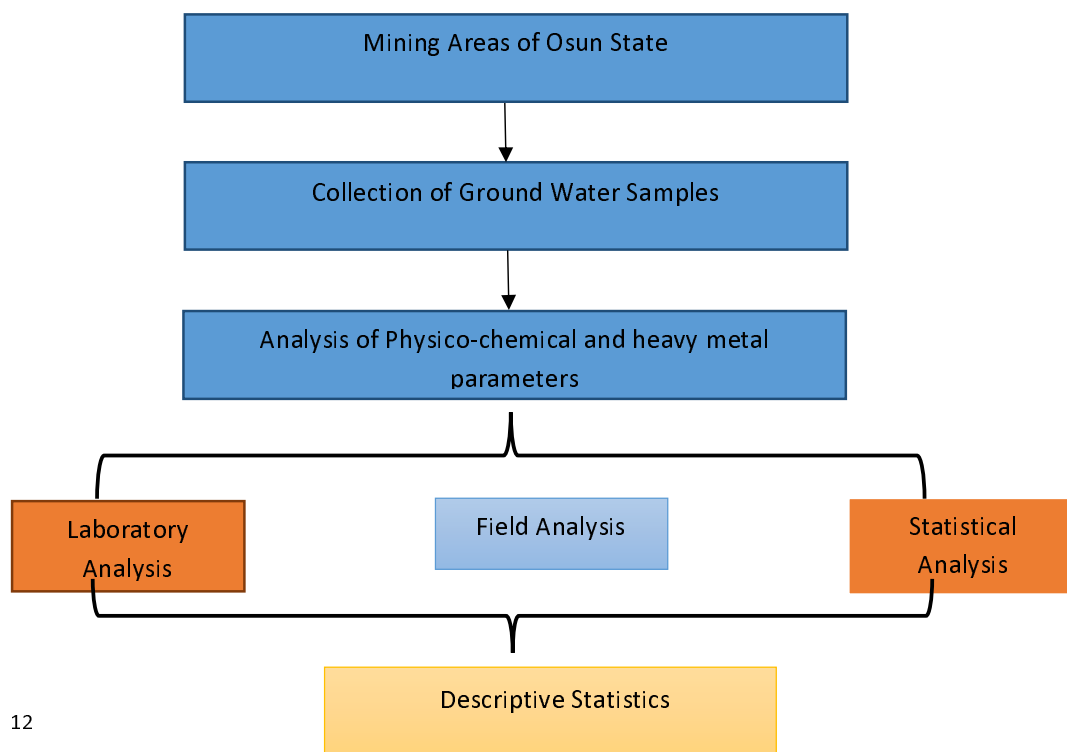 Mining Areas of Osun State
Collection of Ground Water Samples
Analysis of Physico-chemical and heavy metal
parameters
Laboratory
Analysis
Field Analysis
Statistical
Analysis
Descriptive Statistics
12